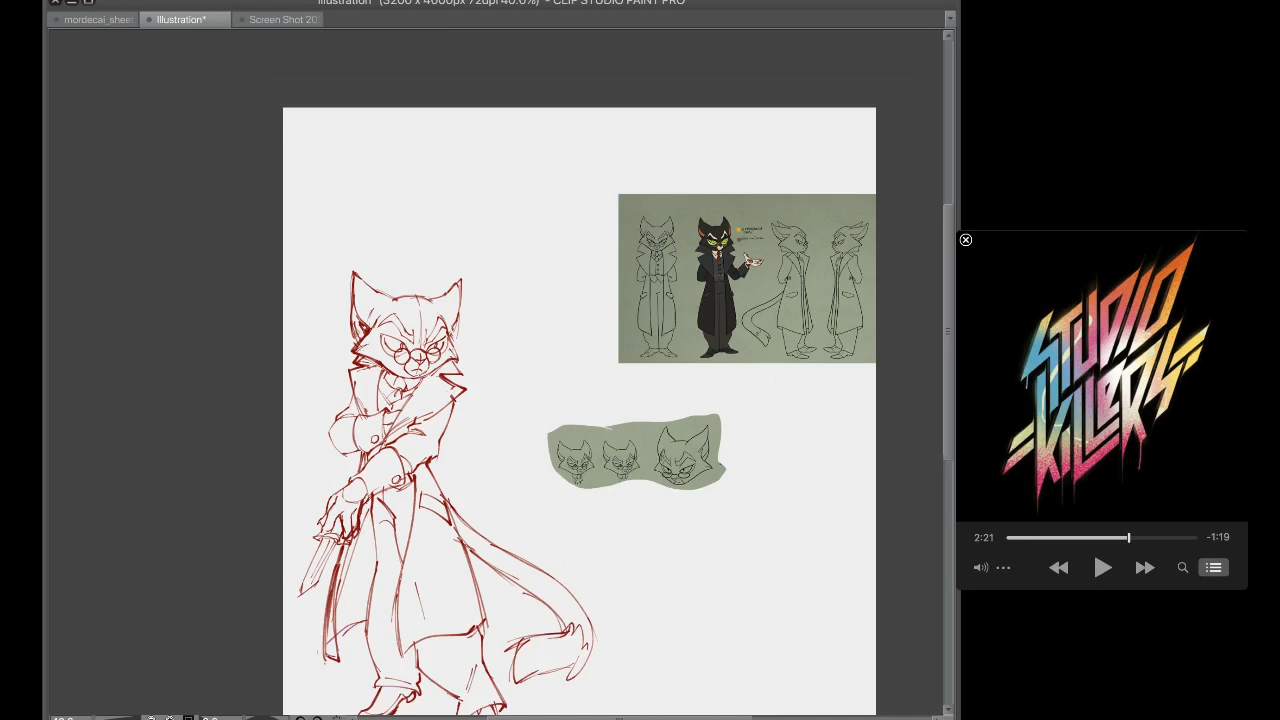 Illustration* (3200 x 4000px 72dpi 40.0%) - CLIP STUDIO PAINT PRO
mordecai_sheet
Illustration*
Screen Shot 20
STUDIO
KILLERS
2:21
-1:19